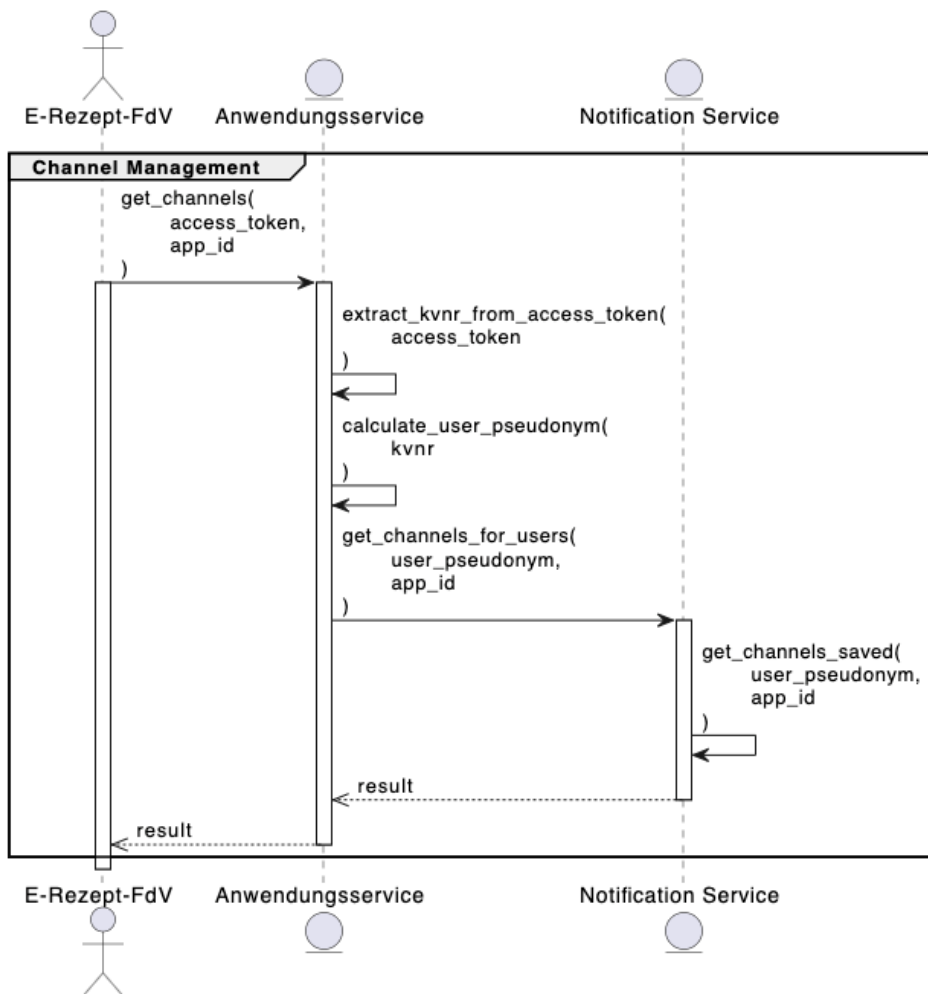 E-Rezept-FdV
Anwendungsservice
Notification Service
Channel Management
get_channels(
access_token,
app_id
)
extract_kvnr_from_access_token(
access_token
)
calculate_user_pseudonym(
kvnr
)
get_channels_for_users(
user_pseudonym,
app_id
)
get_channels_saved(
user_pseudonym,
app_id
)
result
result
E-Rezept-FdV
Anwendungsservice
Notification Service